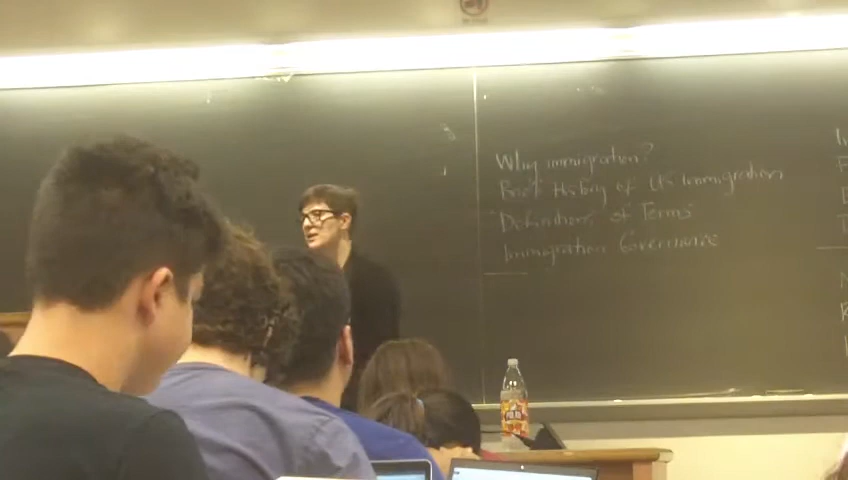 Why immigration?
Brief History of US Immigration
Definitions of Terms
Immigration Governance